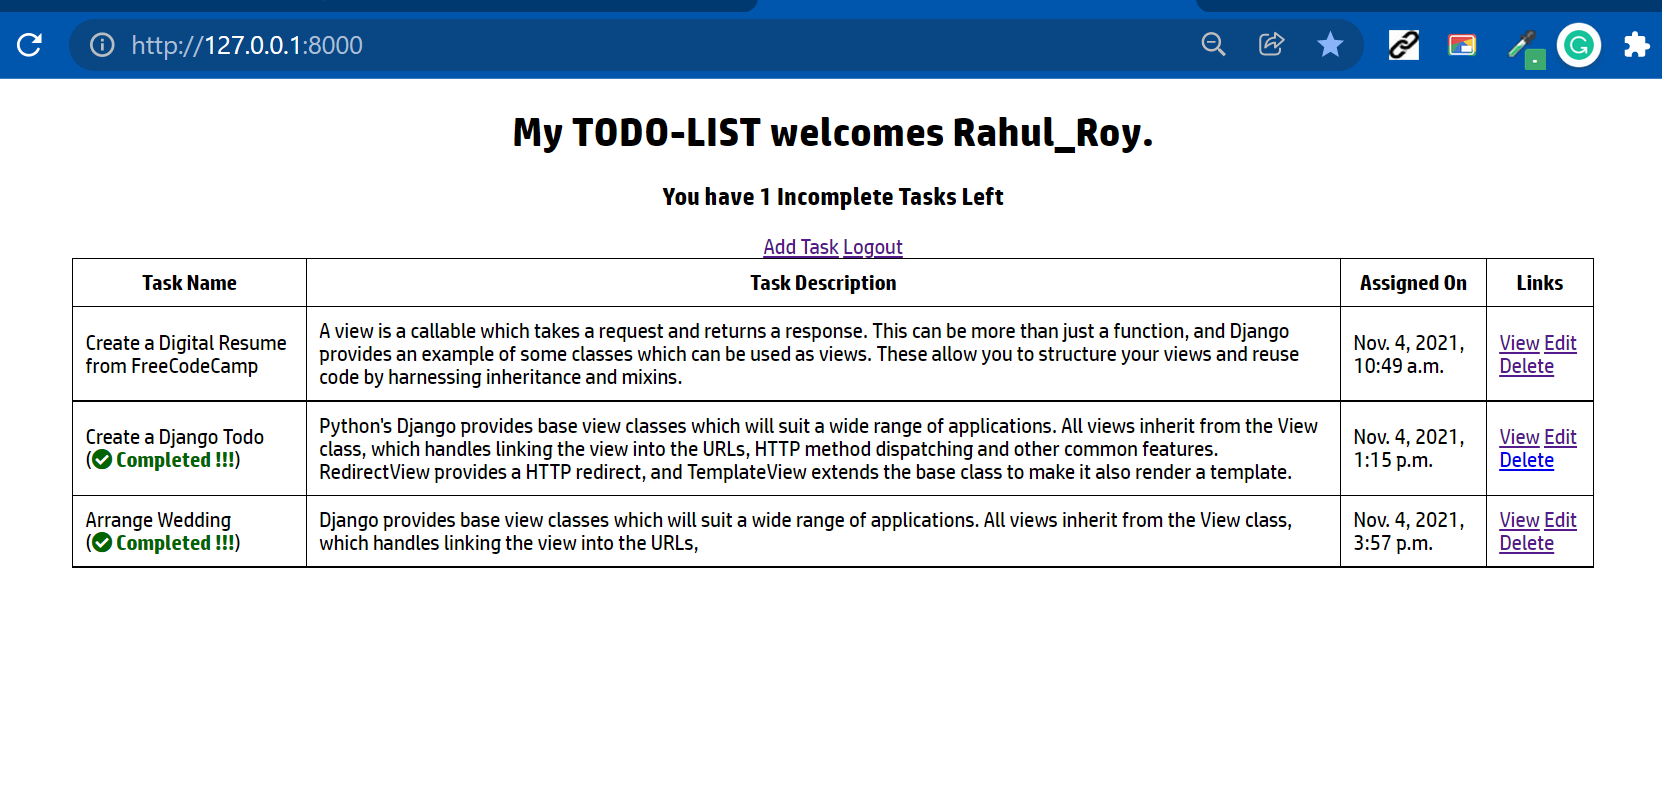 http://127.0.0.1:8000
My TODO-LIST welcomes Rahul_Roy.
You have 1 Incomplete Tasks Left
Add Task Logout
Task Name Task Description Assigned On Links
Create a Digital Resume
from FreeCodeCamp
A view is a callable which takes a request and returns a response. This can be more than just a function, and Django
provides an example of some classes which can be used as views. These allow you to structure your views and reuse
code by harnessing inheritance and mixins.
Nov. 4, 2021,
10:49 a.m.
View Edit
Delete
Create a Django Todo
(Completed !!!)
Python's Django provides base view classes which will suit a wide range of applications. All views inherit from the View
class, which handles linking the view into the URLs, HTTP method dispatching and other common features.
RedirectView provides a HTTP redirect, and TemplateView extends the base class to make it also render a template.
Nov. 4, 2021,
1:15 p.m.
View Edit
Delete
Arrange Wedding
(Completed !!!)
Django provides base view classes which will suit a wide range of applications. All views inherit from the View class,
which handles linking the view into the URLs,
Nov. 4, 2021,
3:57 p.m.
View Edit
Delete